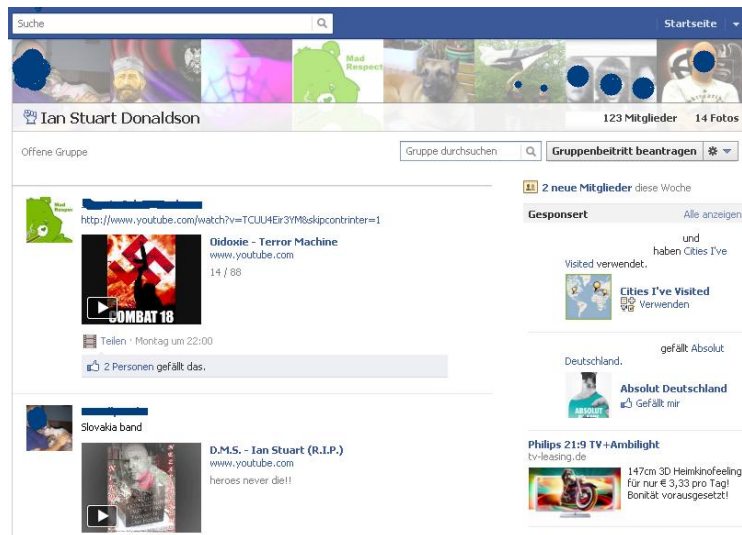 Suche
Startseite
Mad
Respect
Ian Stuart Donaldson
123 Mitglieder 14 Fotos
Offene Gruppe
Gruppe durchsuchen
Gruppenbeitritt beantragen
2 neue Mitglieder diese Woche
Mad
Respect
http://www.youtube.com/watch?v=TCUU4Eir3YM&skipcontrinter=1
Oidoxie - Terror Machine
www.youtube.com
14 / 88
COMBAT 18
Teilen · Montag um 22:00
2 Personen gefällt das.
Slovakia band
D.M.S. - Ian Stuart (R.I.P.)
www.youtube.com
heroes never die!!
Gesponsert
Alle anzeigen
und
haben Cities I've
Visited verwendet.
Cities I've Visited
Verwenden
gefällt Absolut
Deutschland.
ABSOLUT
Absolut Deutschland
Gefällt mir
Philips 21:9 TV+Ambilight
tv-leasing.de
147cm 3D Heimkinofeeling
für nur € 3,33 pro Tag!
Bonität vorausgesetzt!